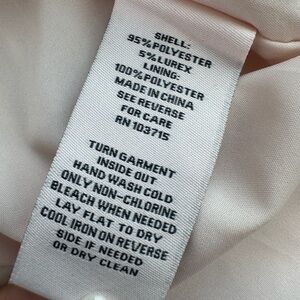 SHELL:
95%POLYESTER
5%LUREX
LINING:
100%POLYESTER
MADE IN CHINA
SEE REVERSE
FOR CARE
RN 103715
TURN GARMENT
INSIDE OUT
HAND WASH COLD
ONLY NON-CHLORINE
BLEACH WHEN NEEDED
LAY FLAT TO DRY
COOL IRON ON REVERSE
SIDE IF NEEDED
OR DRY CLEAN